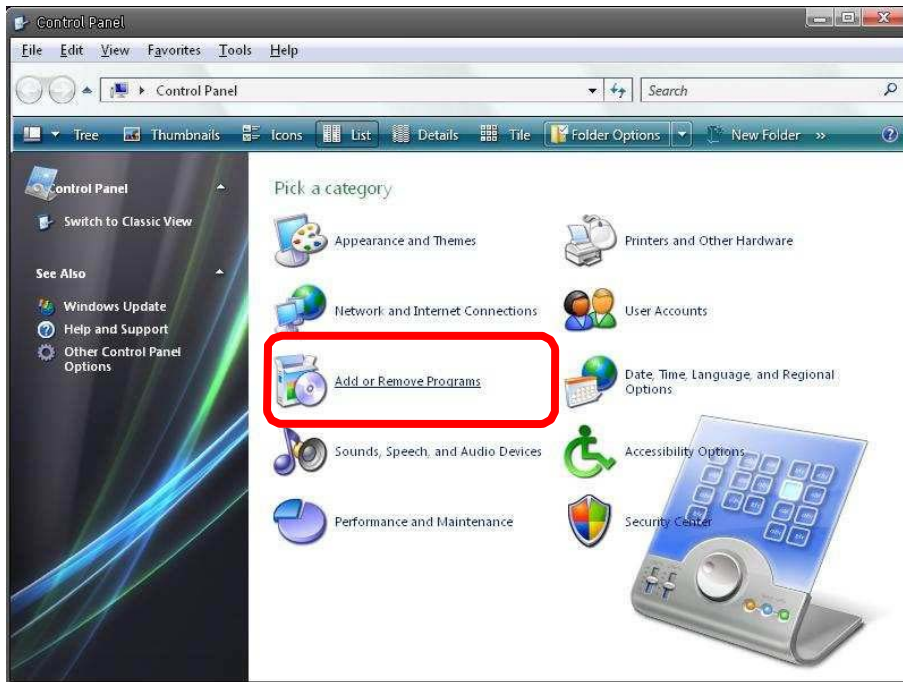 Control Panel
File Edit View Favorites Tools Help
Control Panel
Search
Tree Thumbnails Icons List Details Tile Folder Options New Folder »
Control Panel
Switch to Classic View
See Also
Windows Update
Help and Support
Other Control Panel
Options
Pick a category
Appearance and Themes
Printers and Other Hardware
Network and Internet Connections
User Accounts
Add or Remove Programs
Date, Time, Language, and Regional
Options
Sounds, Speech, and Audio Devices
Accessibility Options
Performance and Maintenance
Security Center